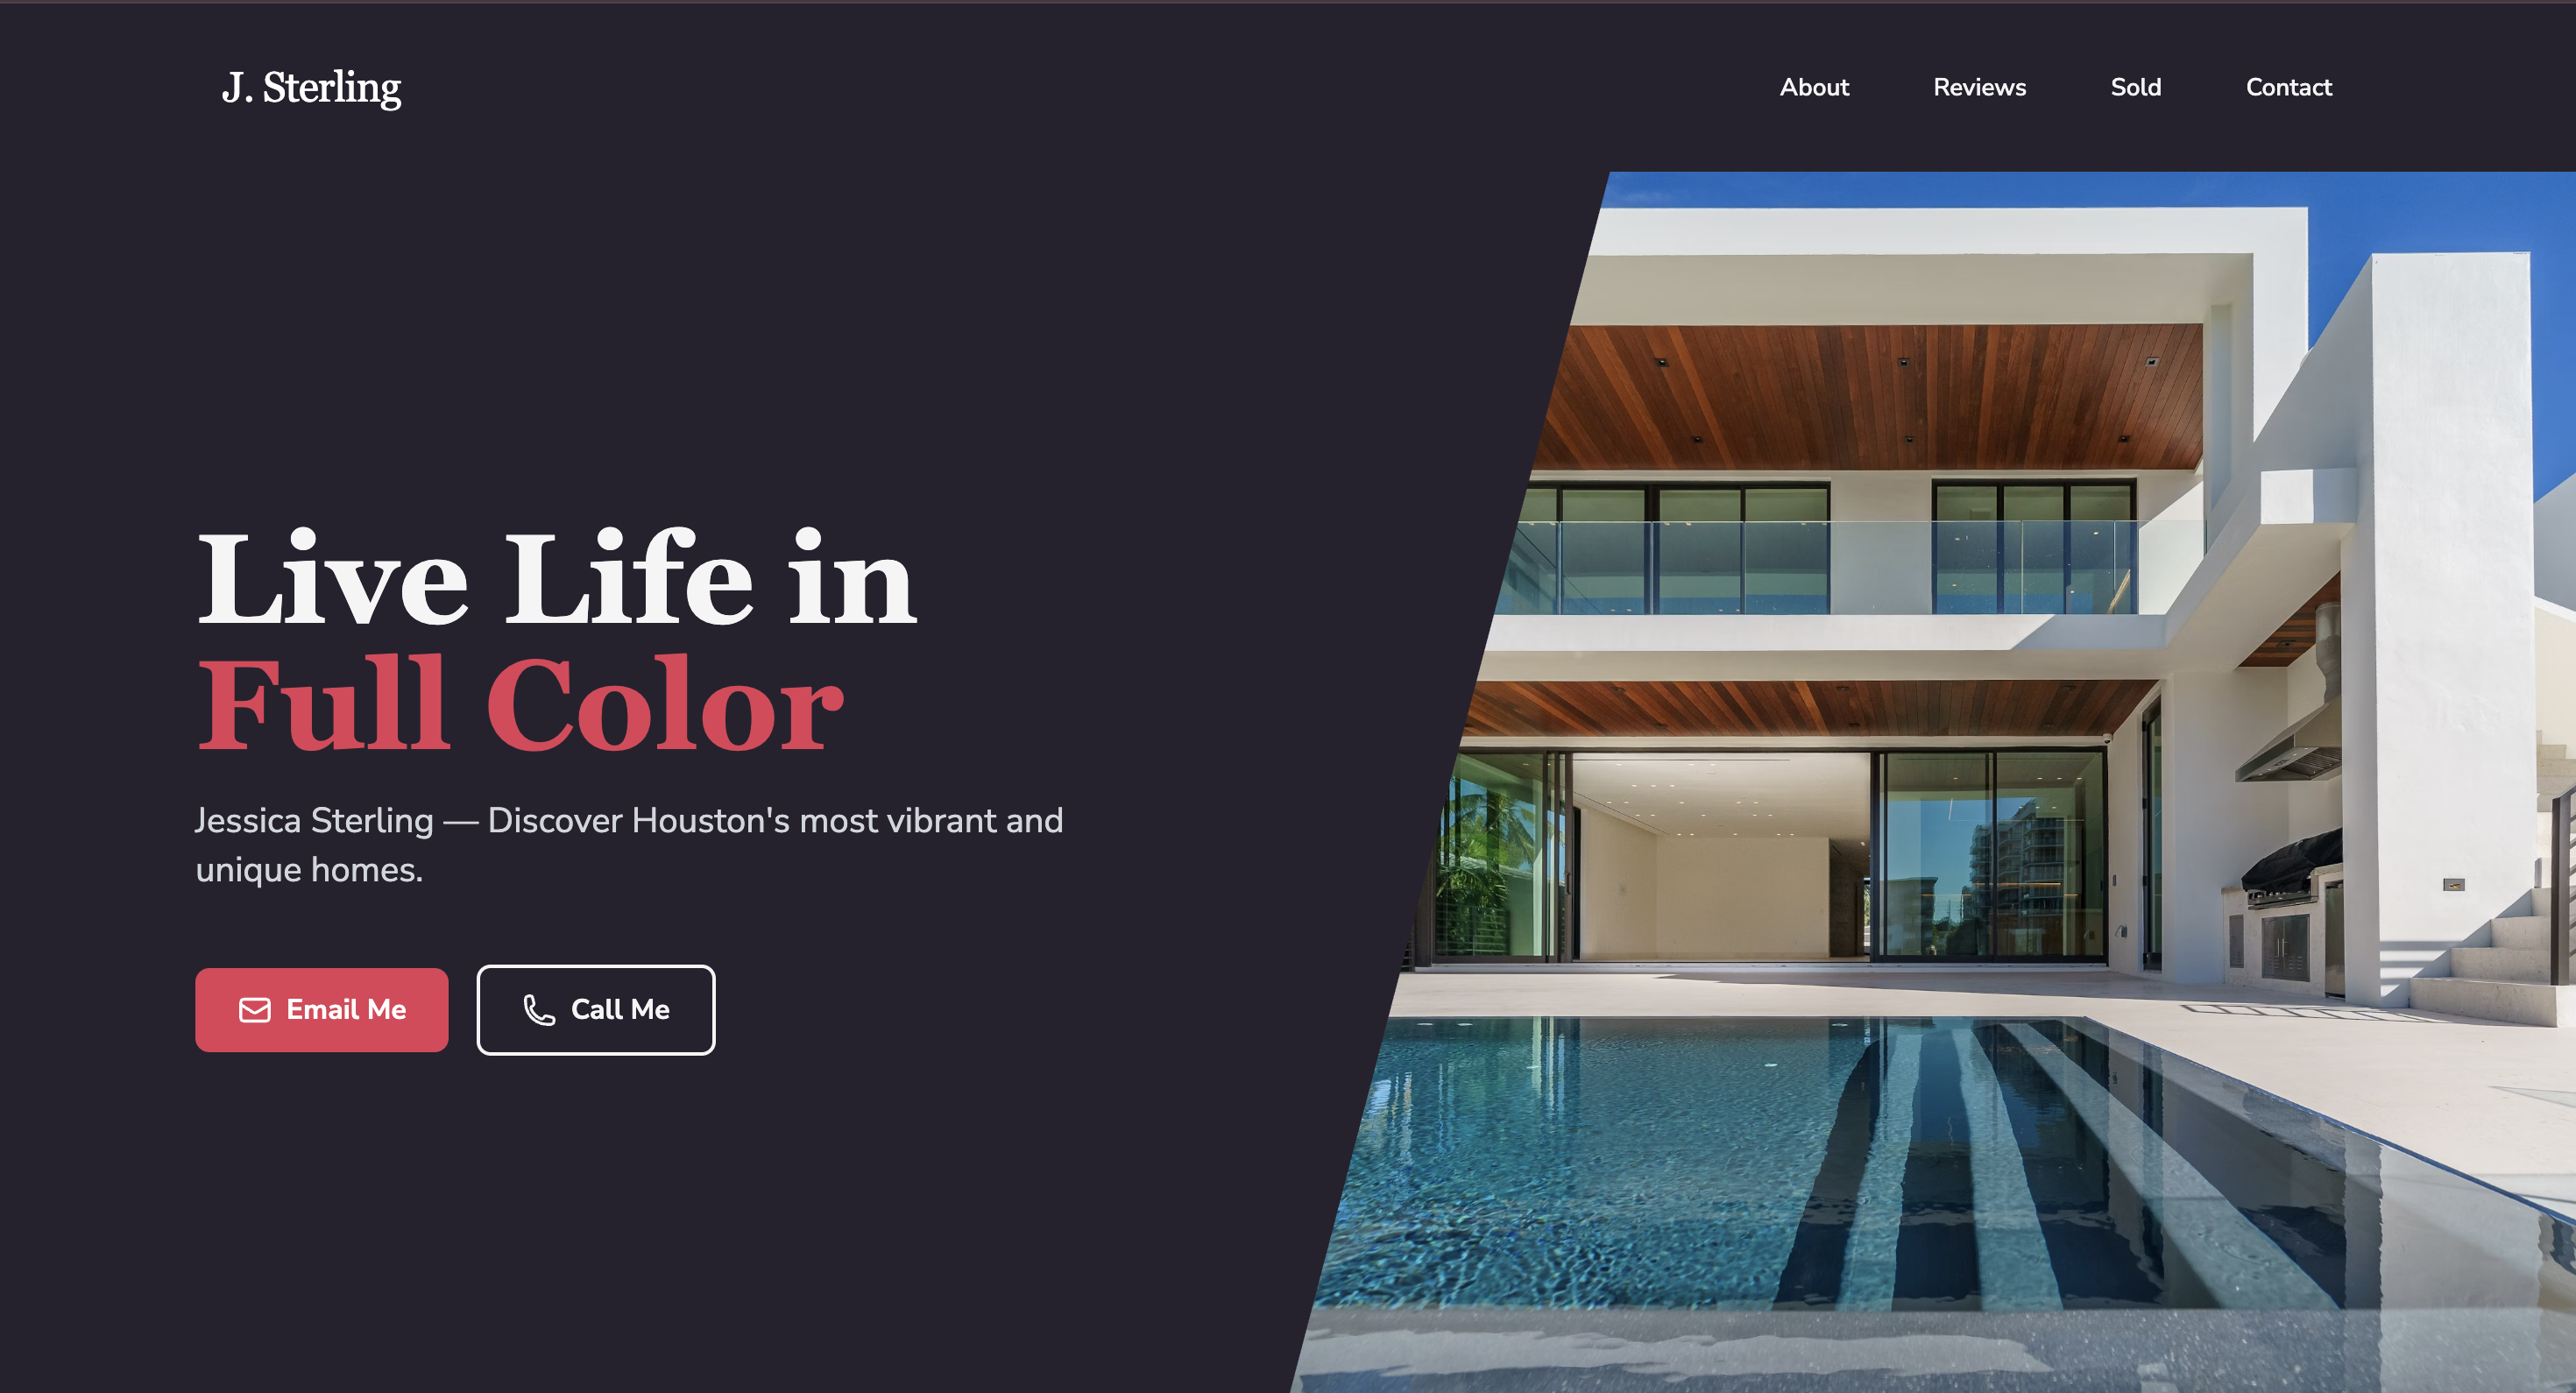 J. Sterling
About Reviews Sold Contact
Live Life in
Full Color
Jessica Sterling — Discover Houston's most vibrant and
unique homes.
Email Me Call Me